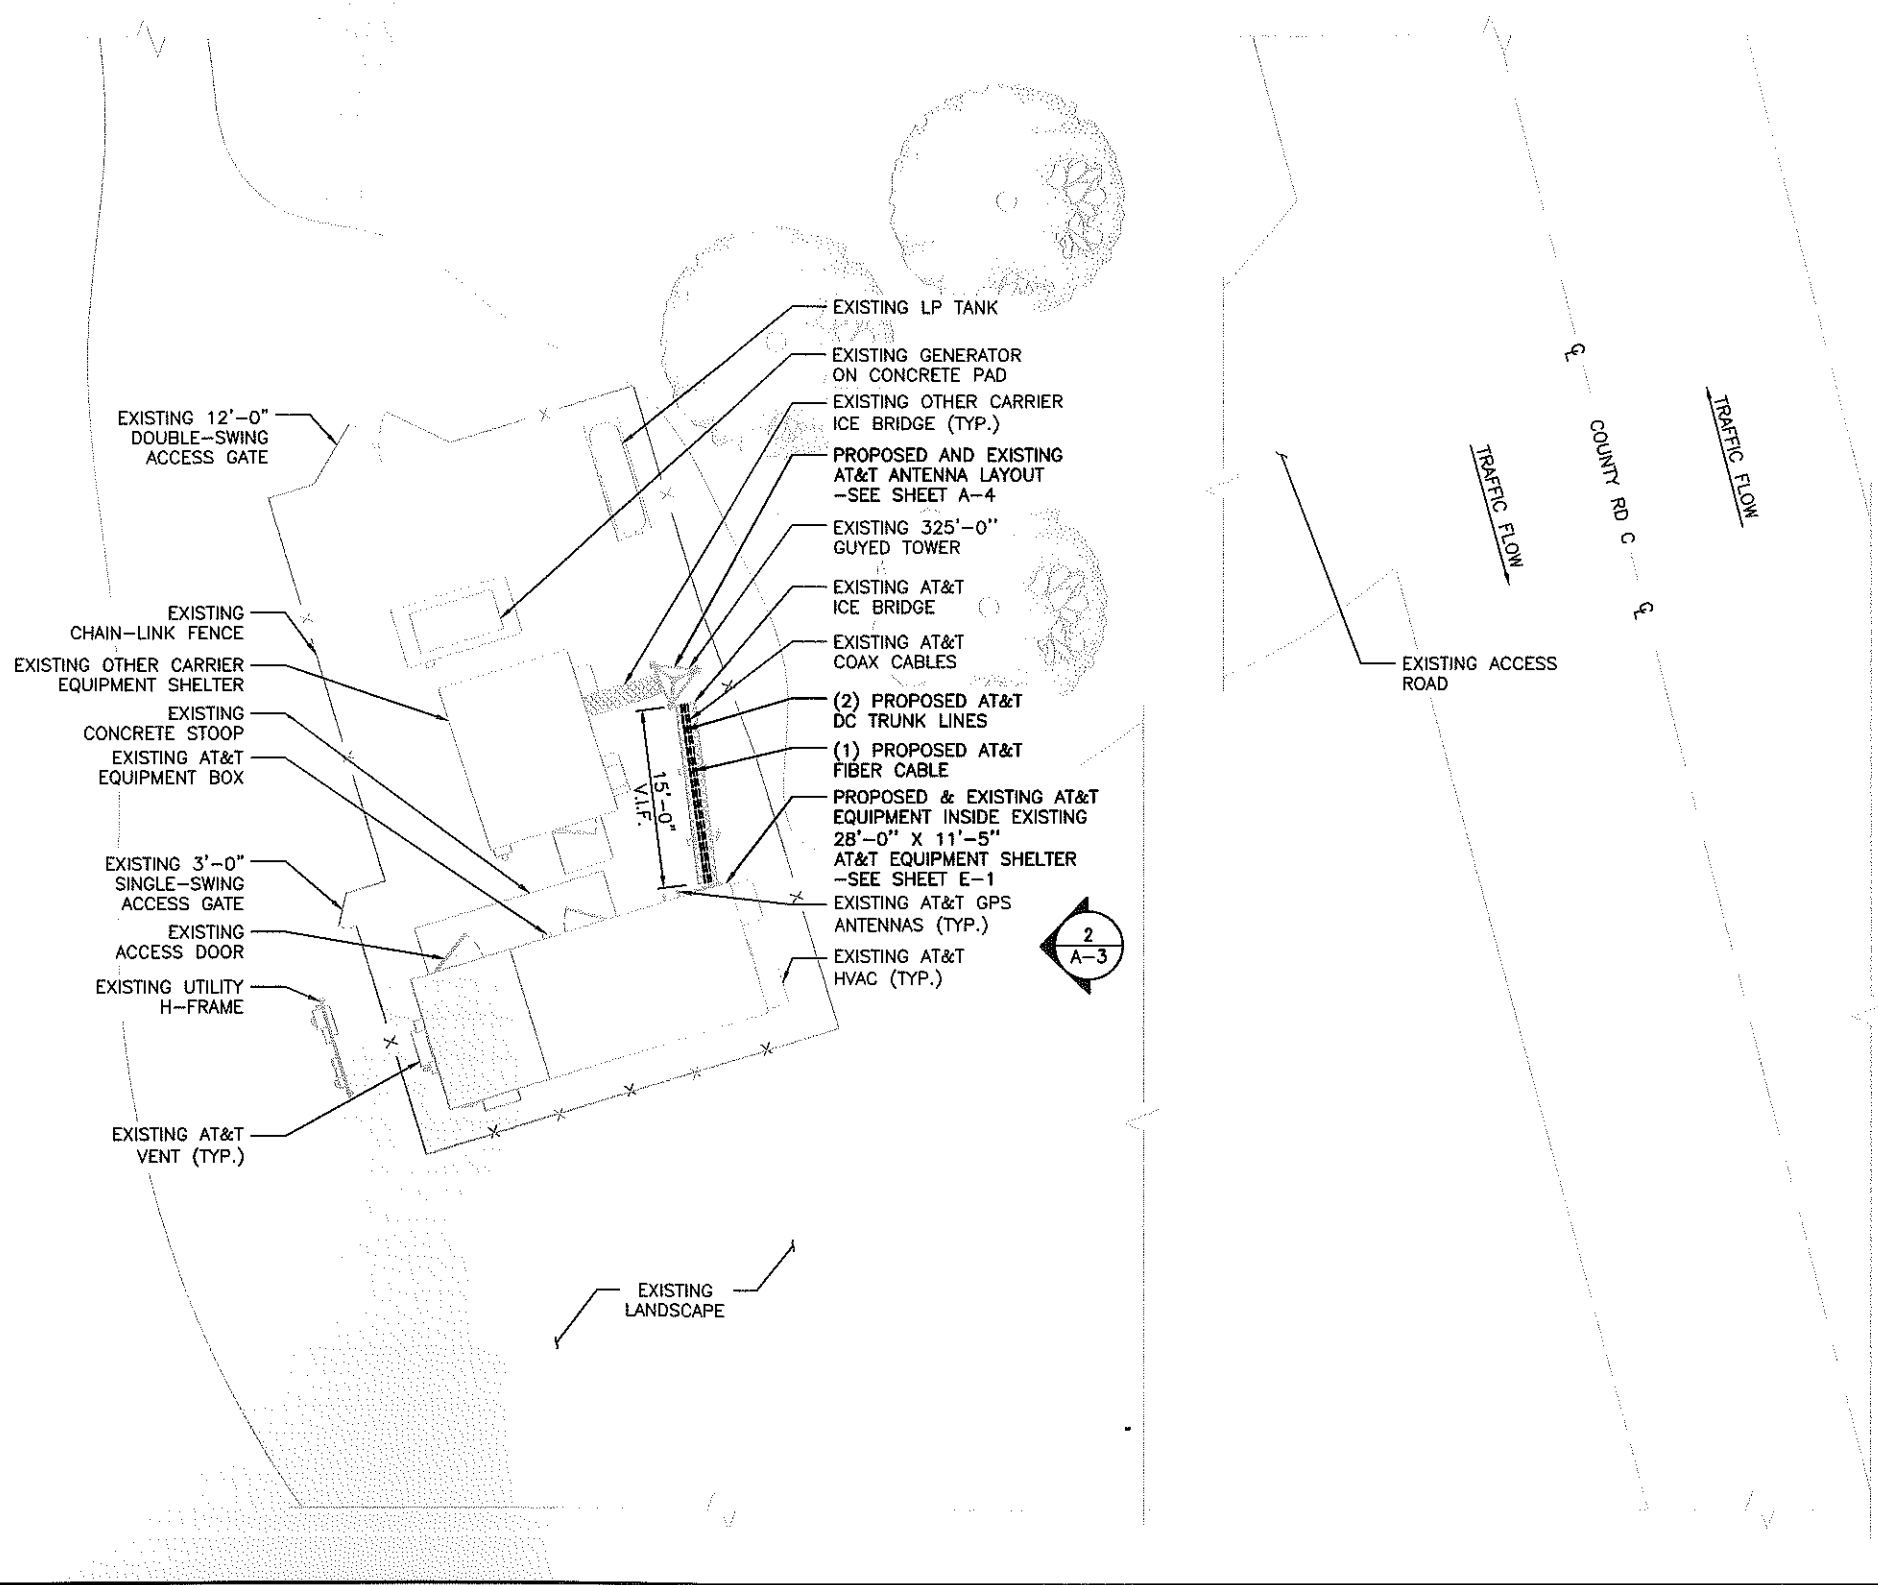 EXISTING LP TANK
EXISTING GENERATOR
ON CONCRETE PAD
EXISTING OTHER CARRIER
ICE BRIDGE (TYP.)
PROPOSED AND EXISTING
AT&T ANTENNA LAYOUT
-SEE SHEET A-4
EXISTING 325'-0"
GUYED TOWER
EXISTING AT&T
ICE BRIDGE
EXISTING AT&T
COAX CABLES
(2) PROPOSED AT&T
DC TRUNK LINES
(1) PROPOSED AT&T
FIBER CABLE
PROPOSED & EXISTING AT&T
EQUIPMENT INSIDE EXISTING
28'-0" X 11'-5"
AT&T EQUIPMENT SHELTER
-SEE SHEET E-1
EXISTING AT&T GPS
ANTENNAS (TYP.)
EXISTING AT&T
HVAC (TYP.)
2
A-3
EXISTING 12'-0"
DOUBLE-SWING
ACCESS GATE
EXISTING
CHAIN-LINK FENCE
EXISTING OTHER CARRIER
EQUIPMENT SHELTER
EXISTING
CONCRETE STOOP
EXISTING AT&T
EQUIPMENT BOX
EXISTING 3'-0"
SINGLE-SWING
ACCESS GATE
EXISTING
ACCESS DOOR
EXISTING UTILITY
H-FRAME
EXISTING AT&T
VENT (TYP.)
15'-0"
V.I.F.
EXISTING
LANDSCAPE
EXISTING ACCESS
ROAD
TRAFFIC FLOW
℄
COUNTY RD C
℄
TRAFFIC FLOW